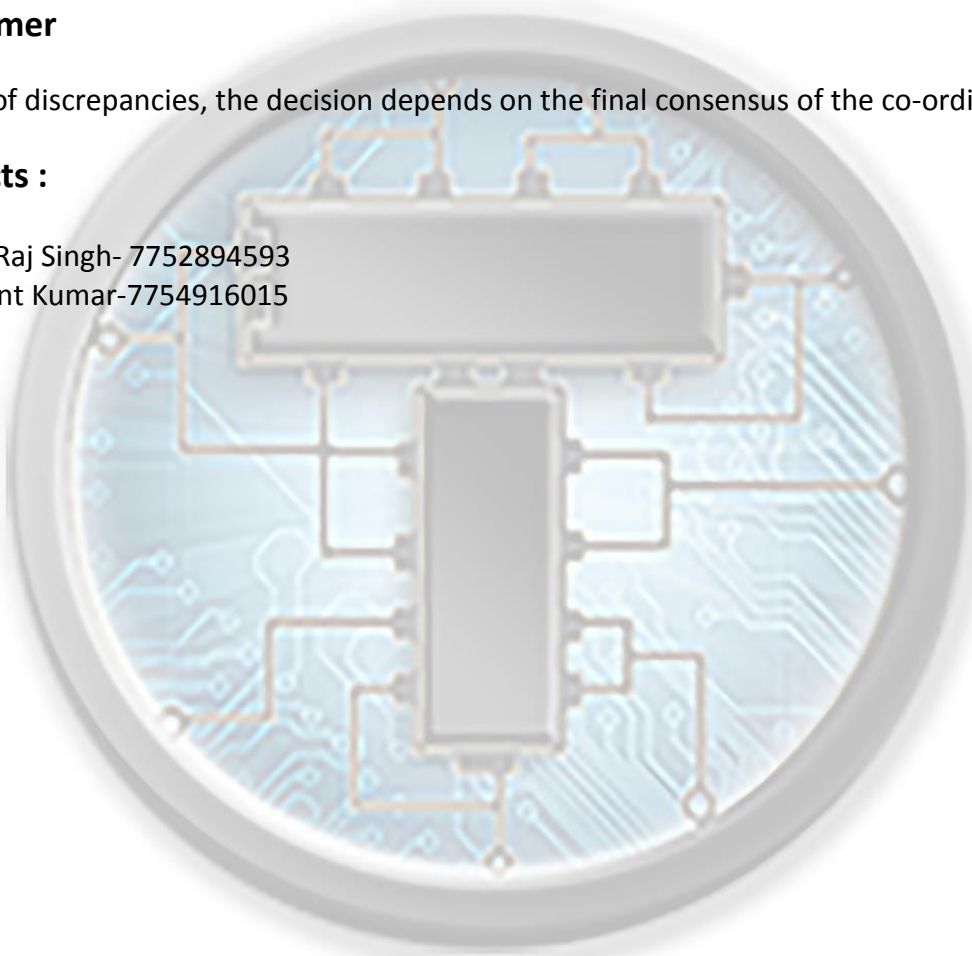 mer
of discrepancies, the decision depends on the final consensus of the co-ordi
cts :
Raj Singh- 7752894593
nt Kumar-7754916015